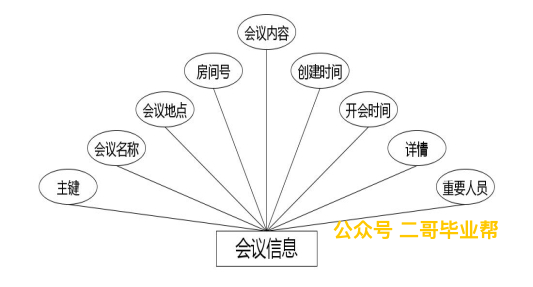 会议内容
房间号
创建时间
会议地点
开会时间
会议名称
详情
主键
重要人员
公众号 二哥毕业帮
会议信息